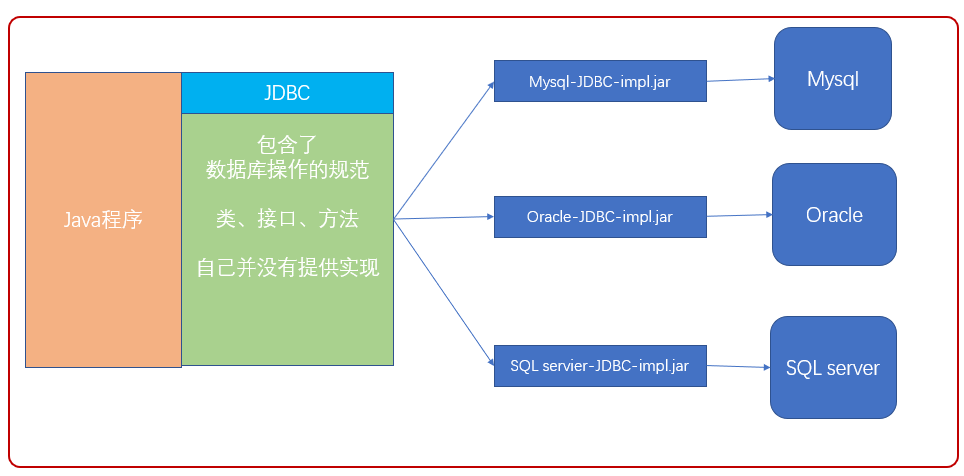 Java程序
JDBC
包含了
数据库操作的规范
类、接口、方法
自己并没有提供实现
Mysql-JDBC-impl.jar
Mysql
Oracle-JDBC-impl.jar
Oracle
SQL servier-JDBC-impl.jar
SQL server